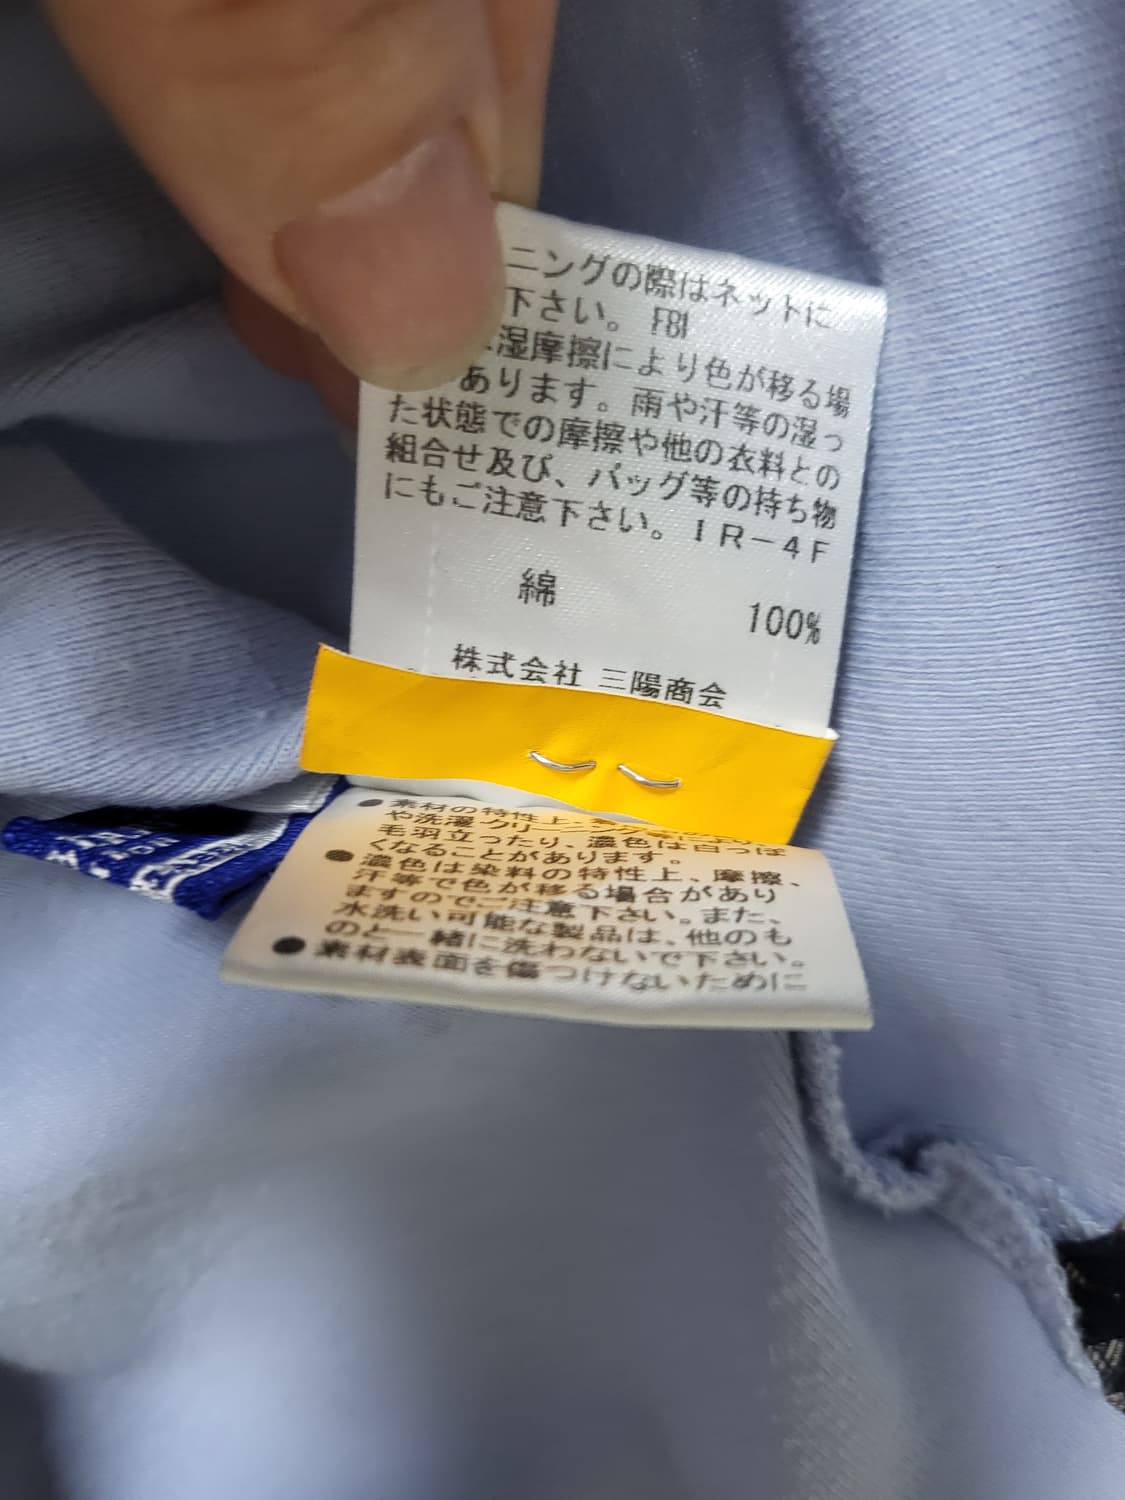 ニングの際はネットに
下さい。 FBI
湿摩擦により色が移る場
あります。雨や汗等の湿っ
た状態での摩擦や他の衣料との
組合せ及び、バッグ等の持ち物
にもご注意下さい。IR-4F
綿 100%
株式会社 三陽商会
●素材の特性上、
や洗濯・クリーニング等により
毛羽立ったり、濃色は白っぽ
くなることがあります。
●濃色は染料の特性上、摩擦、
汗等で色が移る場合があり
ますのでご注意下さい。また、
水洗い可能な製品は、他のも
のと一緒に洗わないで下さい。
●素材表面を傷つけないために